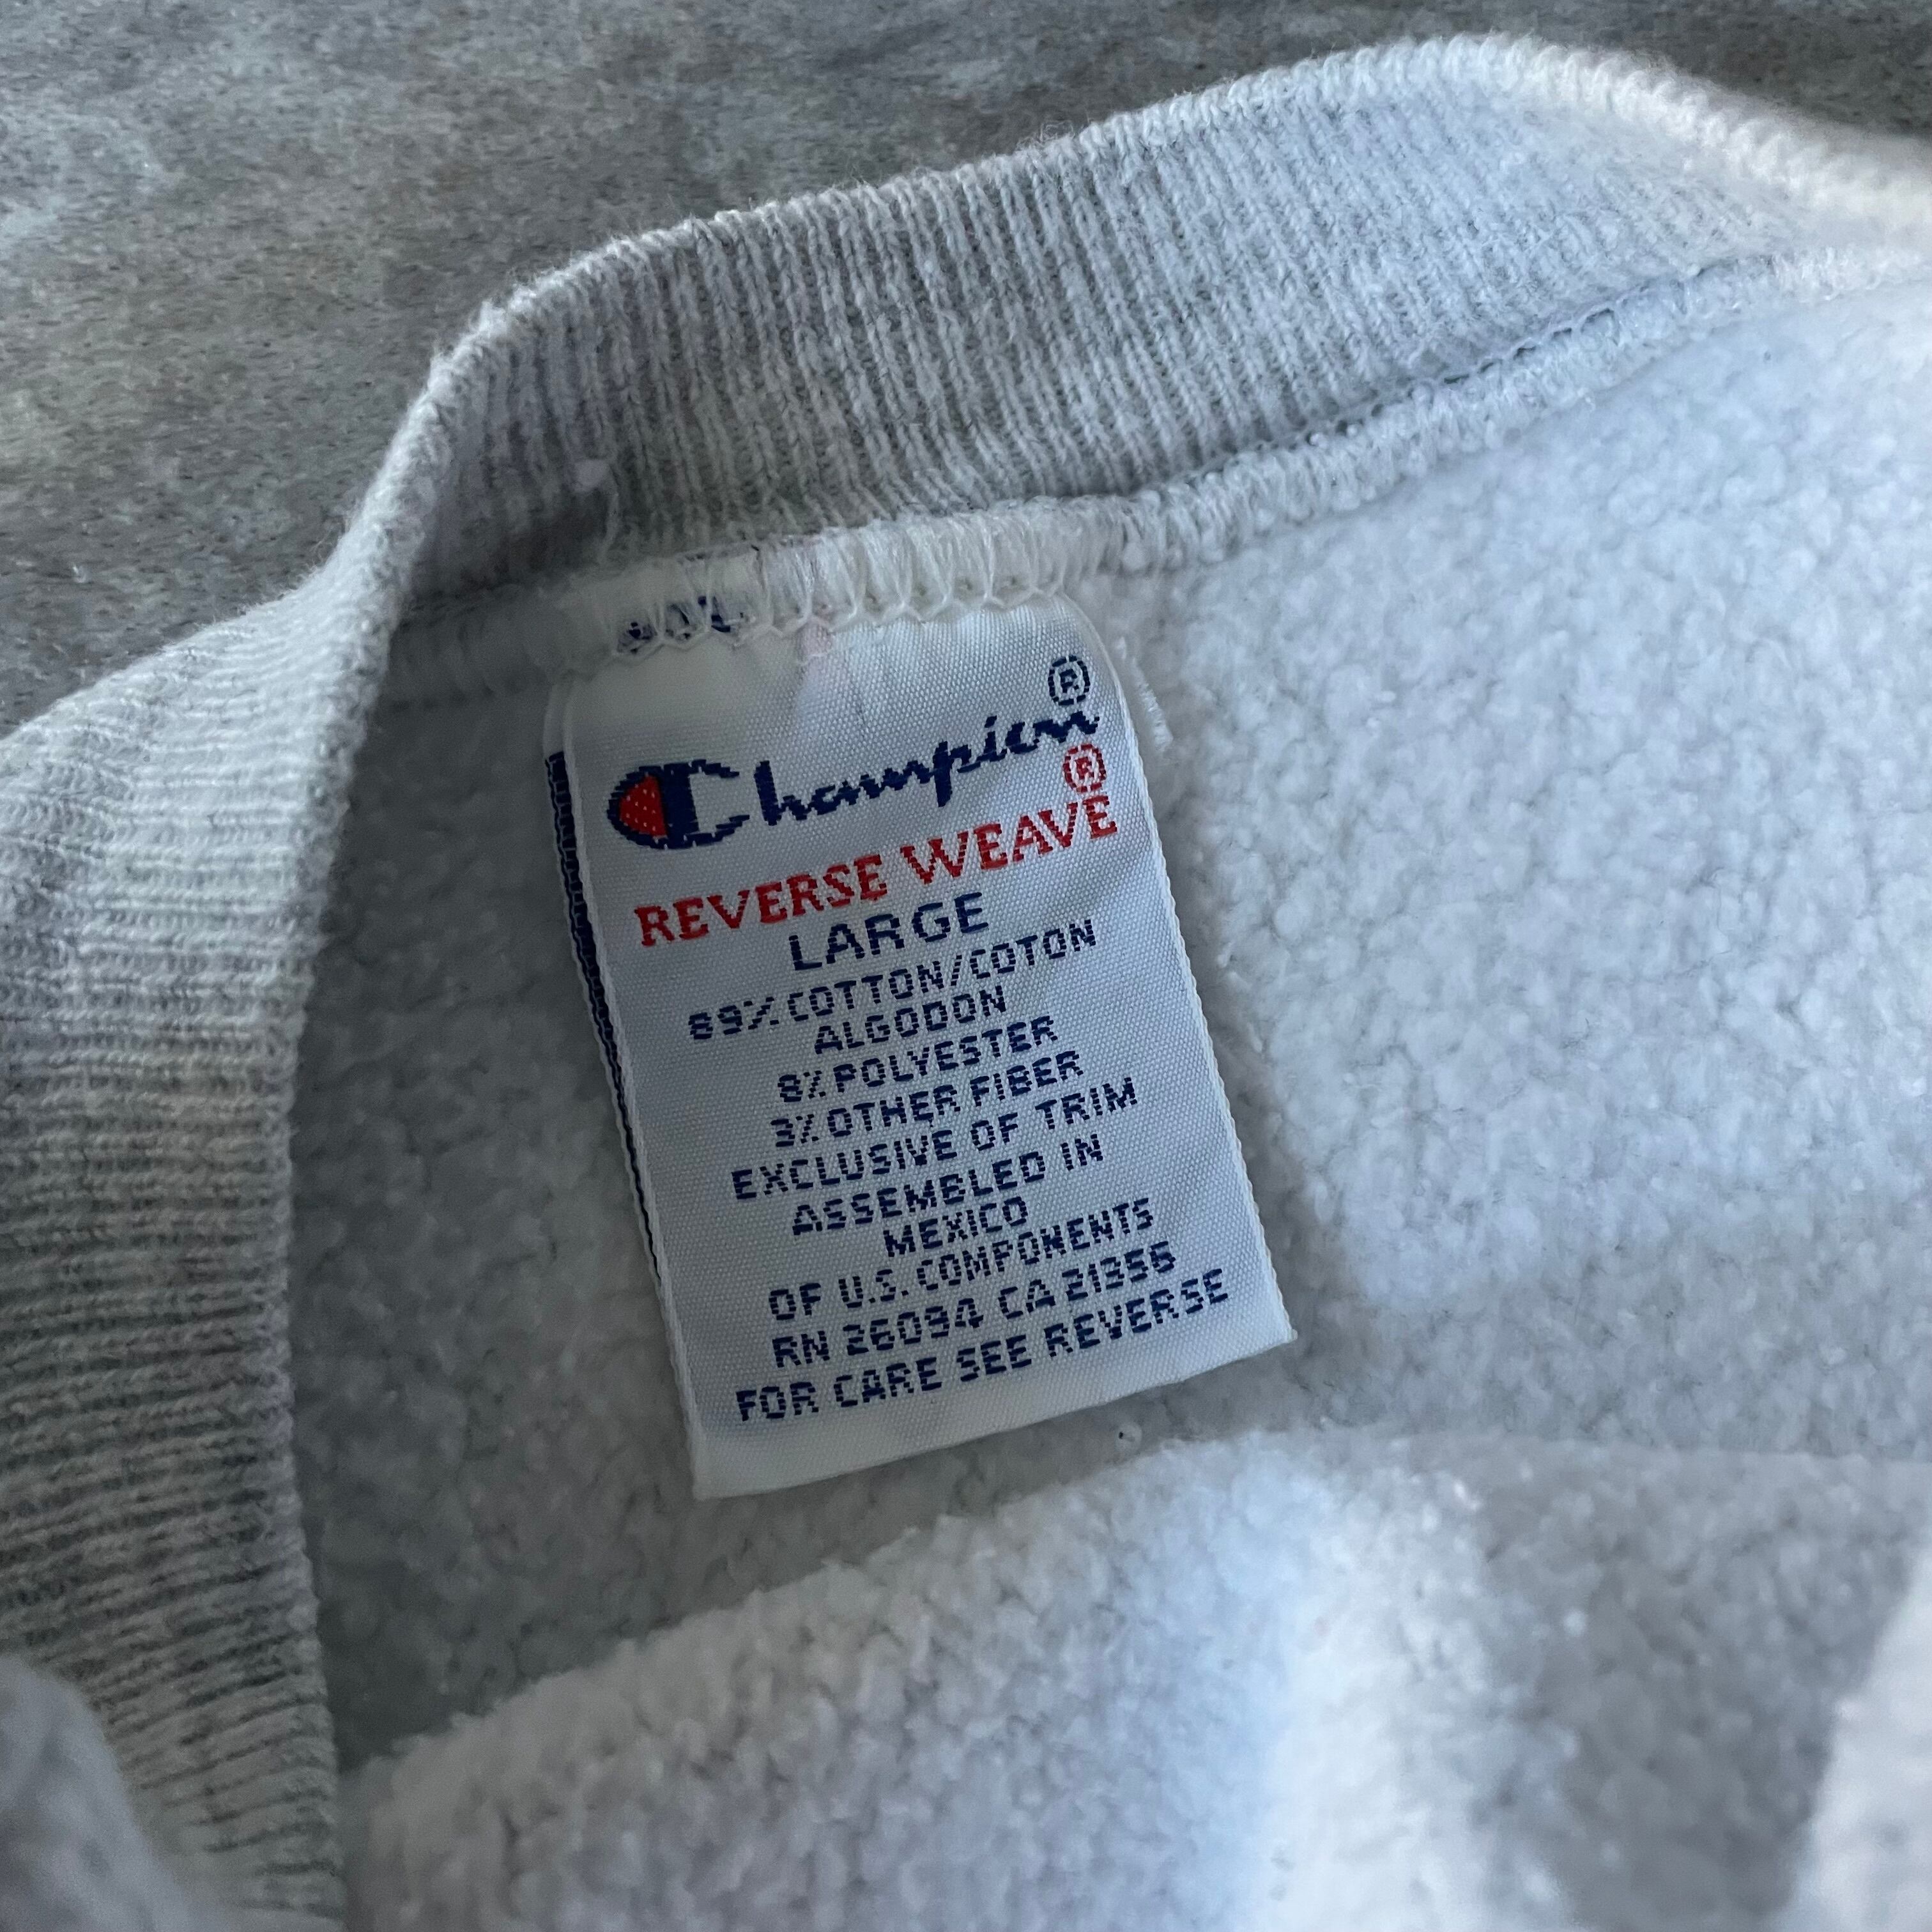 ®
Champion
®
REVERSE WEAVE
LARGE
89% COTTON/COTON
ALGODON
8% POLYESTER
3% OTHER FIBER
EXCLUSIVE OF TRIM
ASSEMBLED IN
MEXICO
OF U.S. COMPONENTS
RN 26094 CA 21355
FOR CARE SEE REVERSE